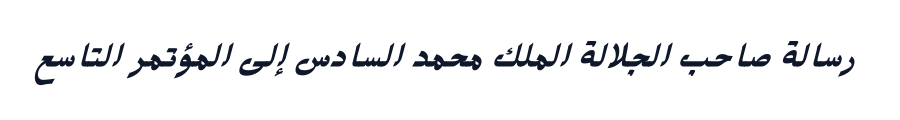 رسالة صاحب الجلالة الملك محمد السادس إلى المؤتمر التاسع